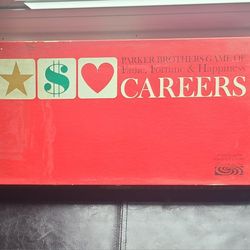 $
PARKER BROTHERS GAME OF
Fame, Fortune & Happiness
CAREERS